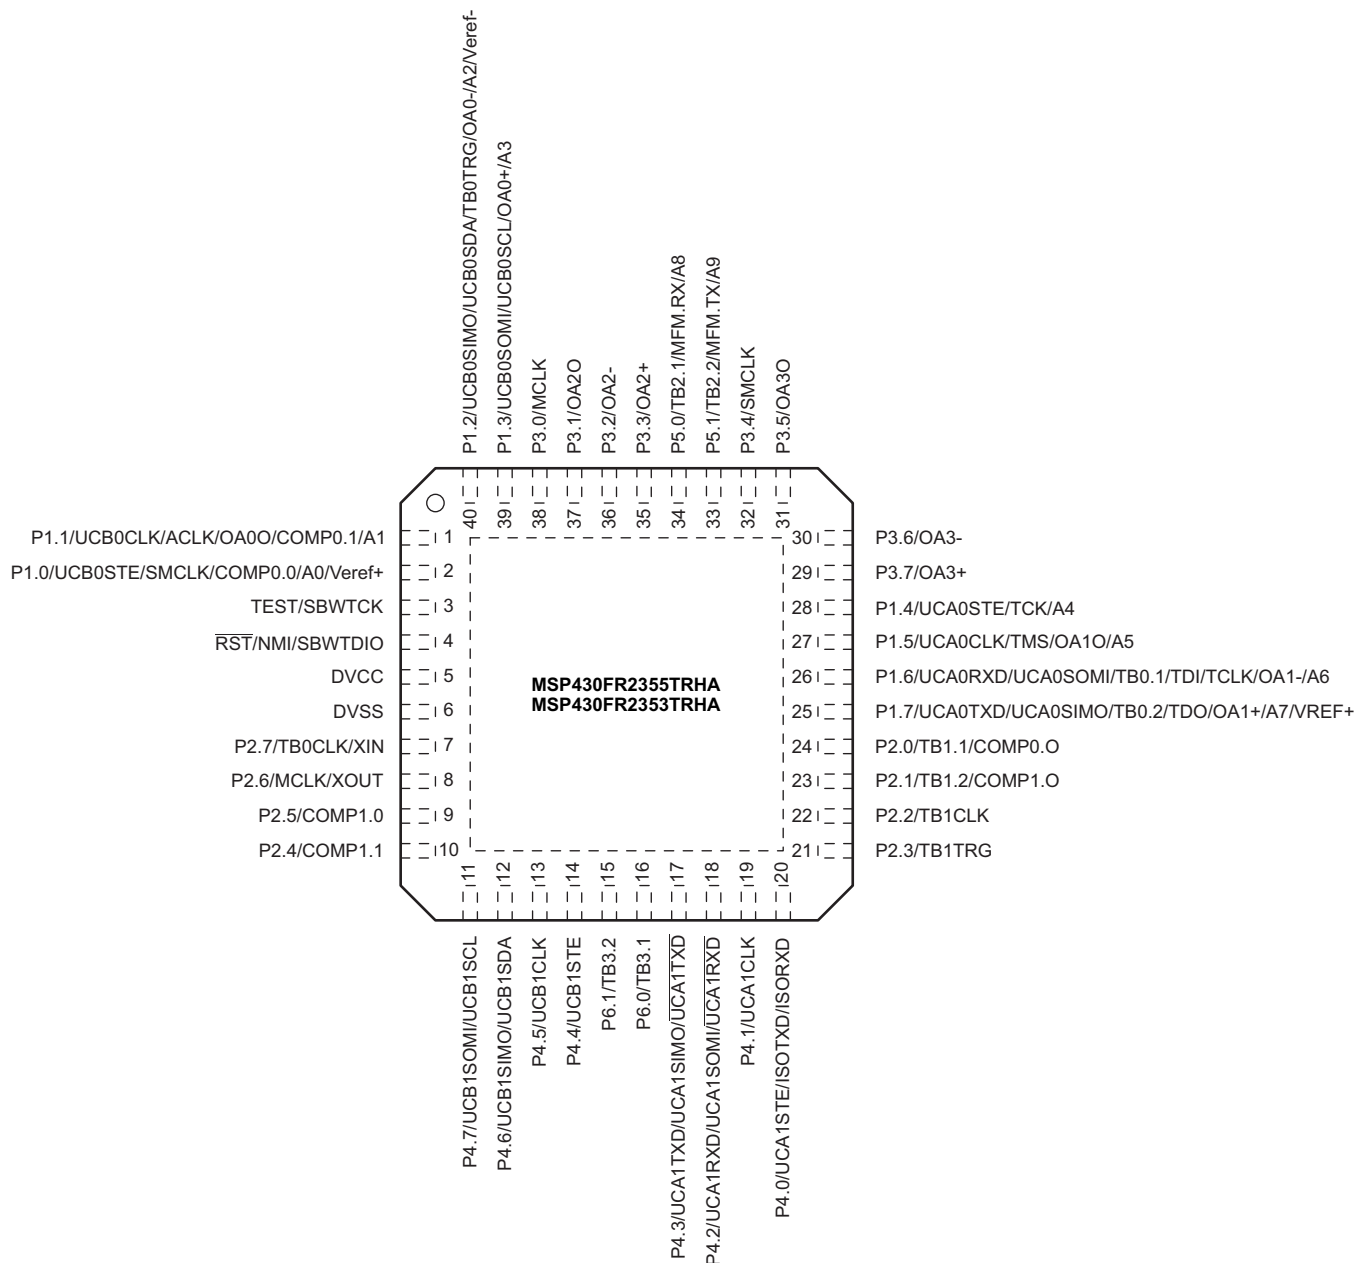 P1.2/UCB0SIMO/UCB0SDA/TB0TRG/OA0-/A2/Veref-
P1.3/UCB0SOMI/UCB0SCL/OA0+/A3
P3.0/MCLK
P3.1/OA2O
P3.2/OA2-
P3.3/OA2+
P5.0/TB2.1/MFM.RX/A8
P5.1/TB2.2/MFM.TX/A9
P3.4/SMCLK
P3.5/OA3O
40
39
38
37
36
35
34
33
32
31
P1.1/UCB0CLK/ACLK/OA0O/COMP0.1/A1
1
P1.0/UCB0STE/SMCLK/COMP0.0/A0/Veref+
2
TEST/SBWTCK
3
R̅S̅T̅/NMI/SBWTDIO
4
DVCC
5
DVSS
6
P2.7/TB0CLK/XIN
7
P2.6/MCLK/XOUT
8
P2.5/COMP1.0
9
P2.4/COMP1.1
10
MSP430FR2355TRHA
MSP430FR2353TRHA
30
P3.6/OA3-
29
P3.7/OA3+
28
P1.4/UCA0STE/TCK/A4
27
P1.5/UCA0CLK/TMS/OA1O/A5
26
P1.6/UCA0RXD/UCA0SOMI/TB0.1/TDI/TCLK/OA1-/A6
25
P1.7/UCA0TXD/UCA0SIMO/TB0.2/TDO/OA1+/A7/VREF+
24
P2.0/TB1.1/COMP0.O
23
P2.1/TB1.2/COMP1.O
22
P2.2/TB1CLK
21
P2.3/TB1TRG
11
12
13
14
15
16
17
18
19
20
P4.7/UCB1SOMI/UCB1SCL
P4.6/UCB1SIMO/UCB1SDA
P4.5/UCB1CLK
P4.4/UCB1STE
P6.1/TB3.2
P6.0/TB3.1
P4.3/UCA1TXD/UCA1SIMO/U̅C̅A̅1̅T̅X̅D̅
P4.2/UCA1RXD/UCA1SOMI/U̅C̅A̅1̅R̅X̅D̅
P4.1/UCA1CLK
P4.0/UCA1STE/ISOTXD/ISORXD